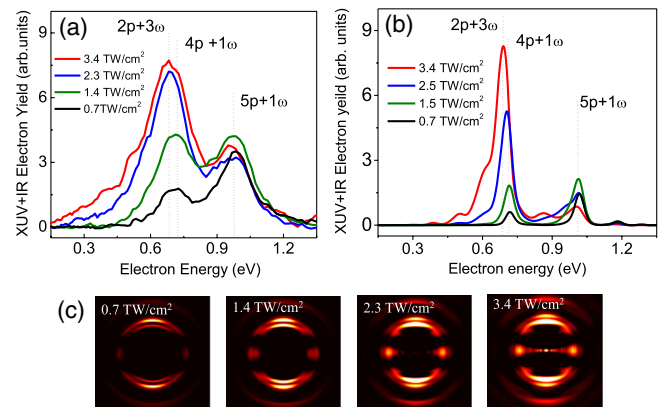 (a)
2p+3ω
4p +1ω
5p+1ω
3.4 TW/cm²
2.3 TW/cm²
1.4 TW/cm²
0.7TW/cm²
XUV+IR Electron Yield (arb.units)
9
6
3
0
0.3 0.6 0.9 1.2
Electron Energy (eV)
(b)
2p+3ω
4p+1ω
5p+1ω
3.4 TW/cm²
2.5 TW/cm²
1.5 TW/cm²
0.7 TW/cm²
XUV+IR Electron yeild (arb. units)
9
6
3
0
0.3 0.6 0.9 1.2
Electron energy (eV)
(c)
0.7 TW/cm²
1.4 TW/cm²
2.3 TW/cm²
3.4 TW/cm²